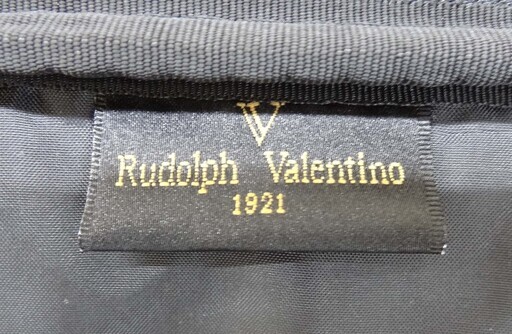 V
Rudolph Valentino
1921